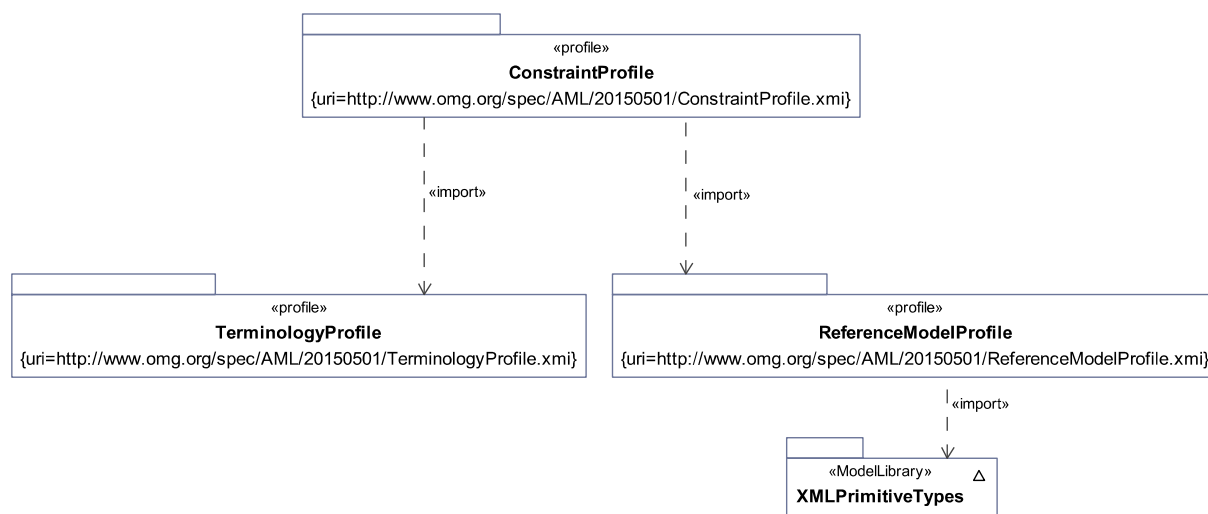 «profile»
ConstraintProfile
{uri=http://www.omg.org/spec/AML/20150501/ConstraintProfile.xmi}
«import»
«import»
«profile»
TerminologyProfile
{uri=http://www.omg.org/spec/AML/20150501/TerminologyProfile.xmi}
«profile»
ReferenceModelProfile
{uri=http://www.omg.org/spec/AML/20150501/ReferenceModelProfile.xmi}
«import»
«ModelLibrary»
XMLPrimitiveTypes